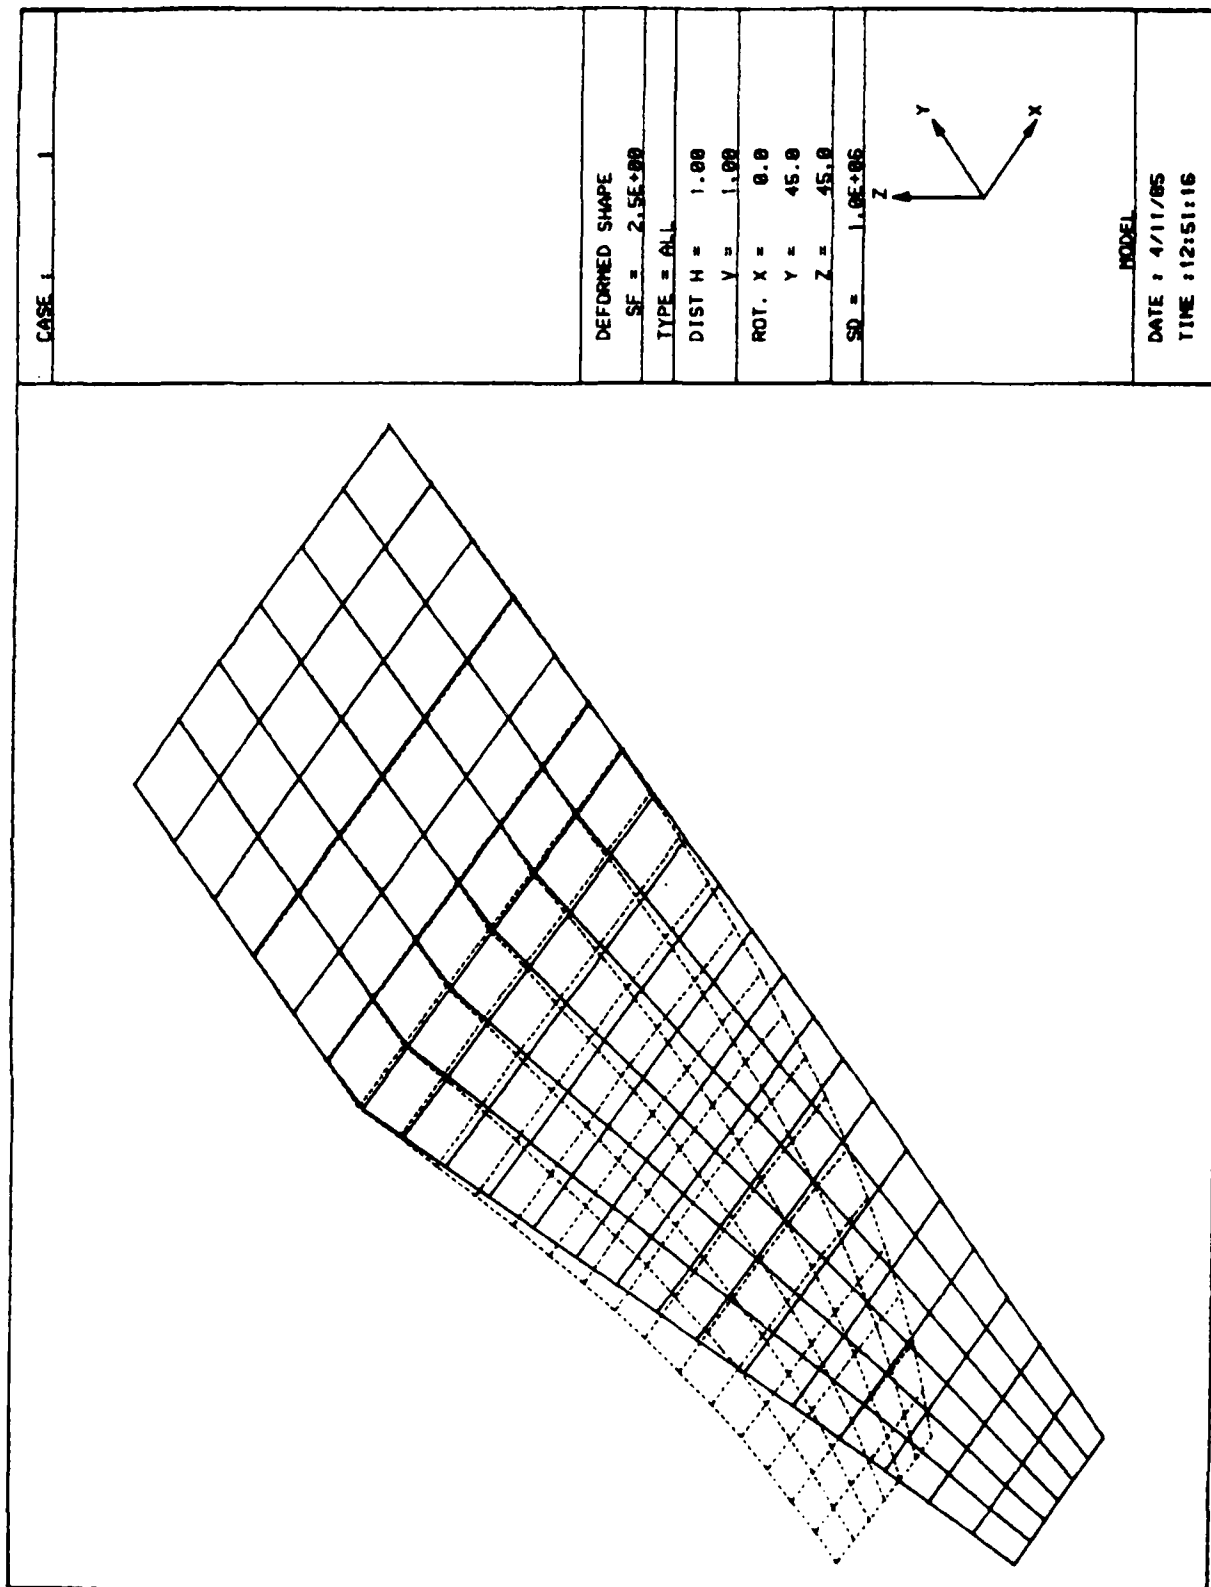 CASE : 1
DEFORMED SHAPE
SF = 2.5E+00
TYPE = ALL
DIST H = 1.00
V = 1.00
ROT. X = 0.0
Y = 45.0
Z = 45.0
SD = 1.0E+06
Z
Y
X
MODEL
DATE : 4/11/85
TIME :12:51:16